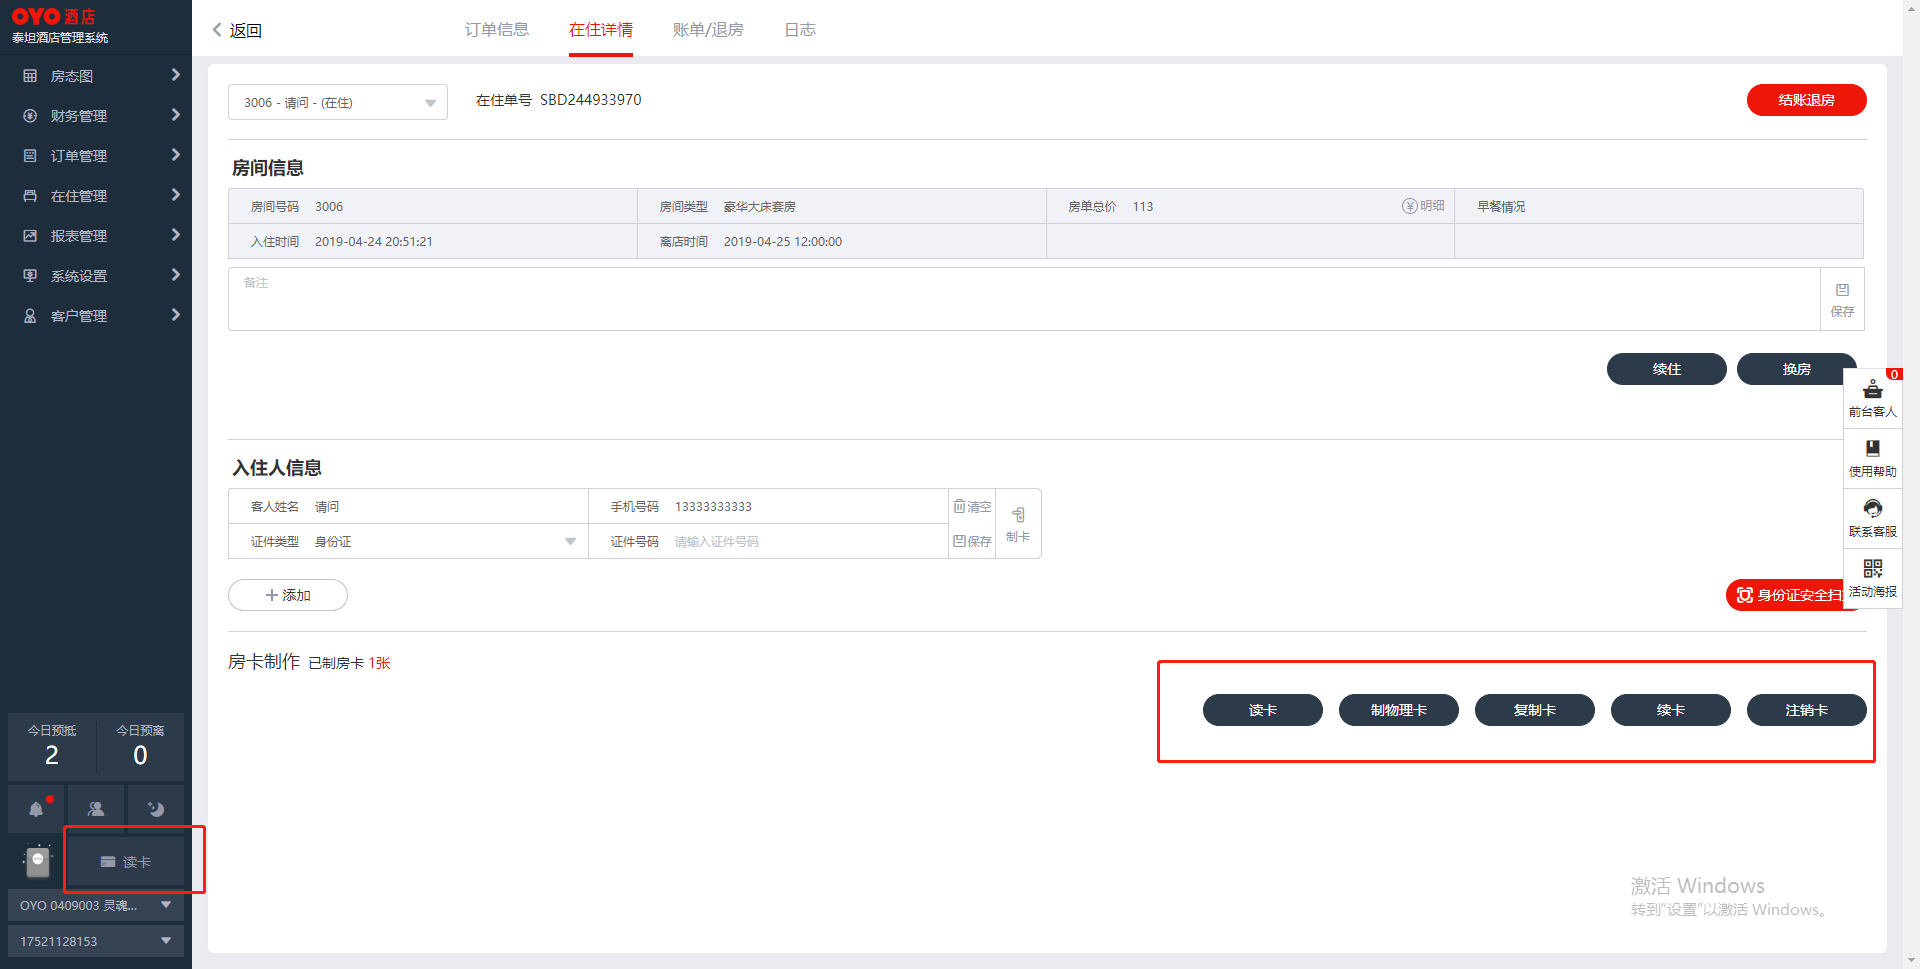 OYO 酒店
泰坦酒店管理系统
房态图
财务管理
订单管理
在住管理
报表管理
系统设置
客户管理
今日预抵
2
今日预离
0
读卡
OYO 0409003 灵魂...
17521128153
返回
订单信息
在住详情
账单/退房
日志
3006 - 请问 - (在住)
在住单号 SBD244933970
结账退房
房间信息
房间号码 3006
房间类型 豪华大床套房
房单总价 113
明细
早餐情况
入住时间 2019-04-24 20:51:21
离店时间 2019-04-25 12:00:00
备注
保存
续住
换房
0
前台客人
使用帮助
联系客服
活动海报
入住人信息
客人姓名 请问
手机号码 13333333333
清空
证件类型 身份证
证件号码 请输入证件号码
保存
制卡
添加
身份证安全扫
房卡制作 已制房卡 1张
读卡
制物理卡
复制卡
续卡
注销卡
激活 Windows
转到“设置”以激活 Windows。